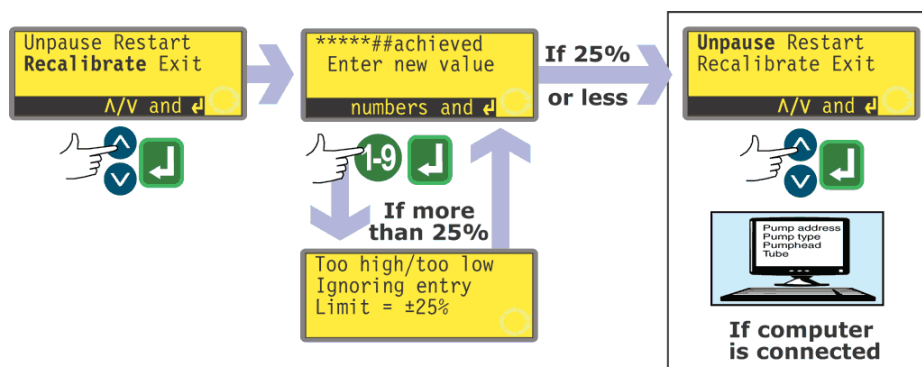 Unpause Restart
Recalibrate Exit
∧/∨ and ↲
*****##achieved
Enter new value
numbers and ↲
If 25%
or less
Unpause Restart
Recalibrate Exit
∧/∨ and ↲
1-9
If more
than 25%
Too high/too low
Ignoring entry
Limit = ±25%
Pump address
Pump type
Pumphead
Tube
If computer
is connected